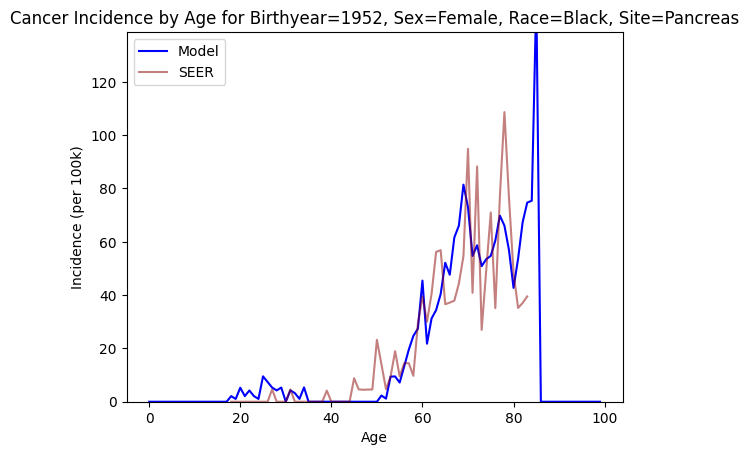 Cancer Incidence by Age for Birthyear=1952, Sex=Female, Race=Black, Site=Pancreas
Model
SEER
Incidence (per 100k)
120
100
80
60
40
20
0
0 20 40 60 80 100
Age